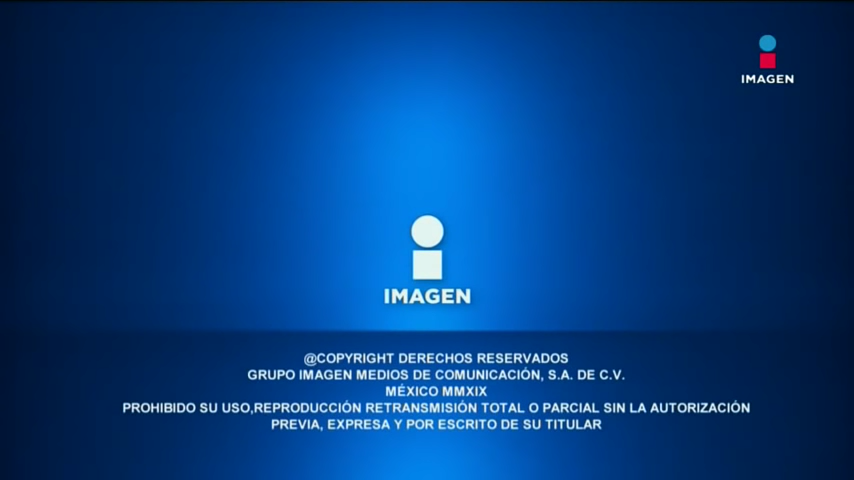 IMAGEN
IMAGEN
@COPYRIGHT DERECHOS RESERVADOS
GRUPO IMAGEN MEDIOS DE COMUNICACIÓN, S.A. DE C.V.
MÉXICO MMXIX
PROHIBIDO SU USO,REPRODUCCIÓN RETRANSMISIÓN TOTAL O PARCIAL SIN LA AUTORIZACIÓN
PREVIA, EXPRESA Y POR ESCRITO DE SU TITULAR